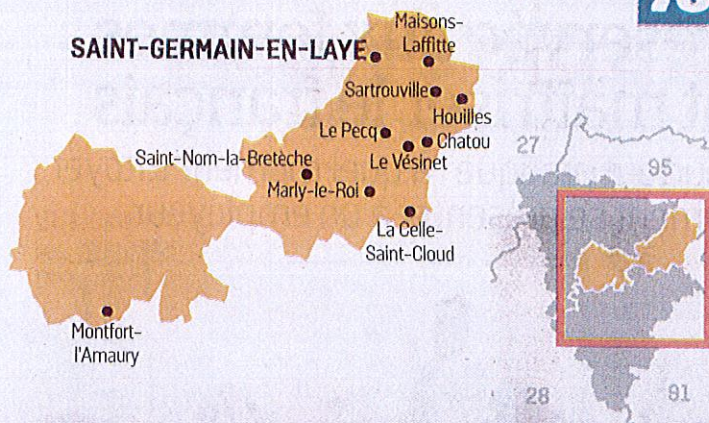 Maisons-
Laffitte
SAINT-GERMAIN-EN-LAYE
Sartrouville
Houilles
Le Pecq
Chatou
Saint-Nom-la-Bretèche
Le Vésinet
Marly-le-Roi
La Celle-
Saint-Cloud
Montfort-
l'Amaury
27
95
28
91